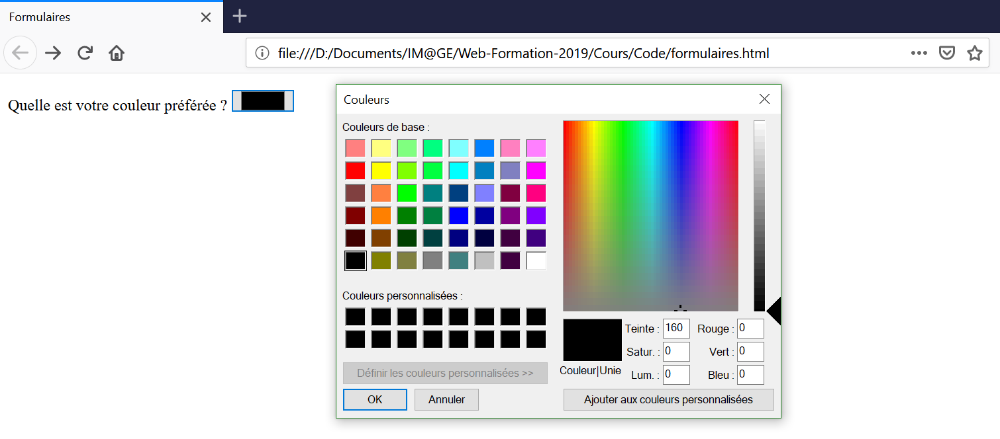 Formulaires
file:///D:/Documents/IM@GE/Web-Formation-2019/Cours/Code/formulaires.html
Quelle est votre couleur préférée ?
Couleurs
Couleurs de base :
Couleurs personnalisées :
Définir les couleurs personnalisées >>
OK
Annuler
Couleur|Unie
Teinte : 160
Rouge : 0
Satur. : 0
Vert : 0
Lum. : 0
Bleu : 0
Ajouter aux couleurs personnalisées